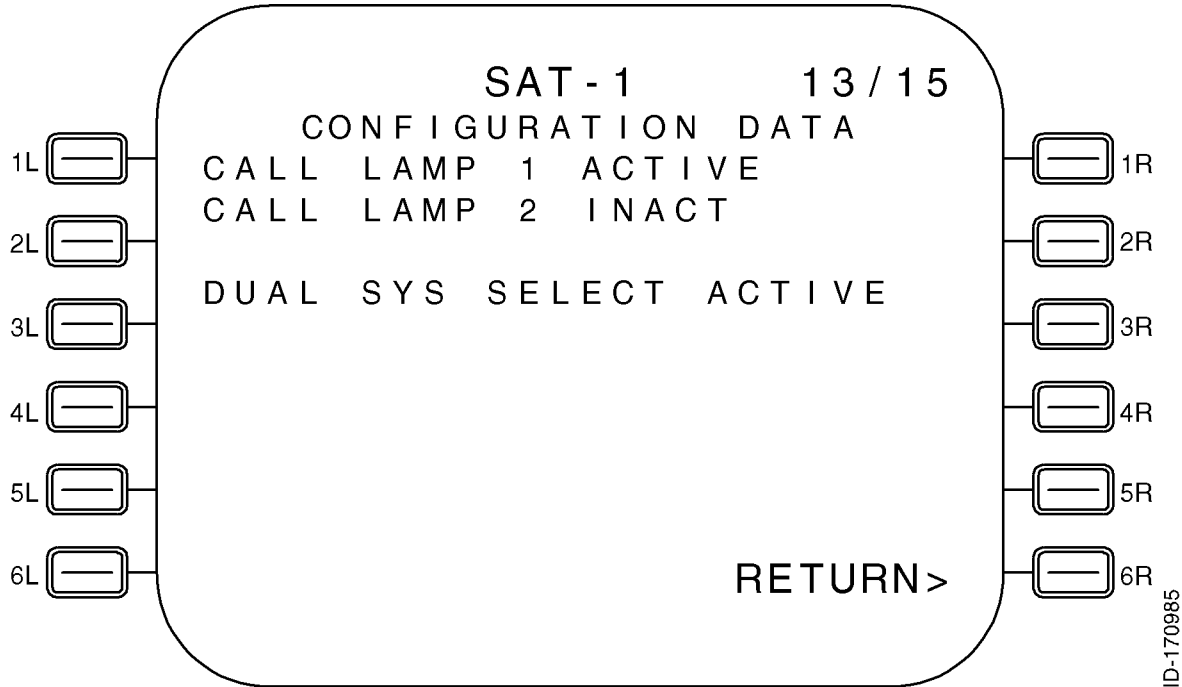 SAT-1 13/15
CONFIGURATION DATA
1L CALL LAMP 1 ACTIVE 1R
CALL LAMP 2 INACT
2L 2R
DUAL SYS SELECT ACTIVE
3L 3R
4L 4R
5L 5R
6L RETURN> 6R
ID-170985